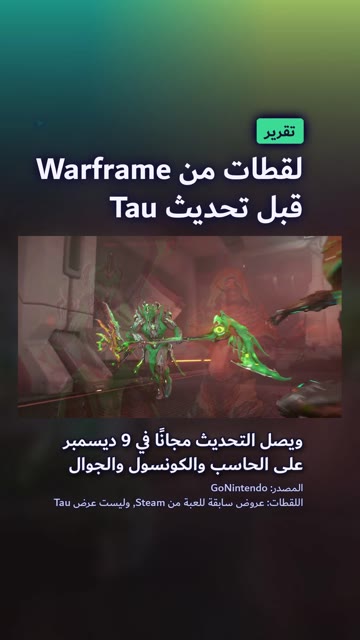 تقرير
لقطات من Warframe
قبل تحديث Tau
ويصل التحديث مجانًا في 9 ديسمبر
على الحاسب والكونسول والجوال
المصدر: GoNintendo
اللقطات: عروض سابقة للعبة من Steam, وليست عرض Tau